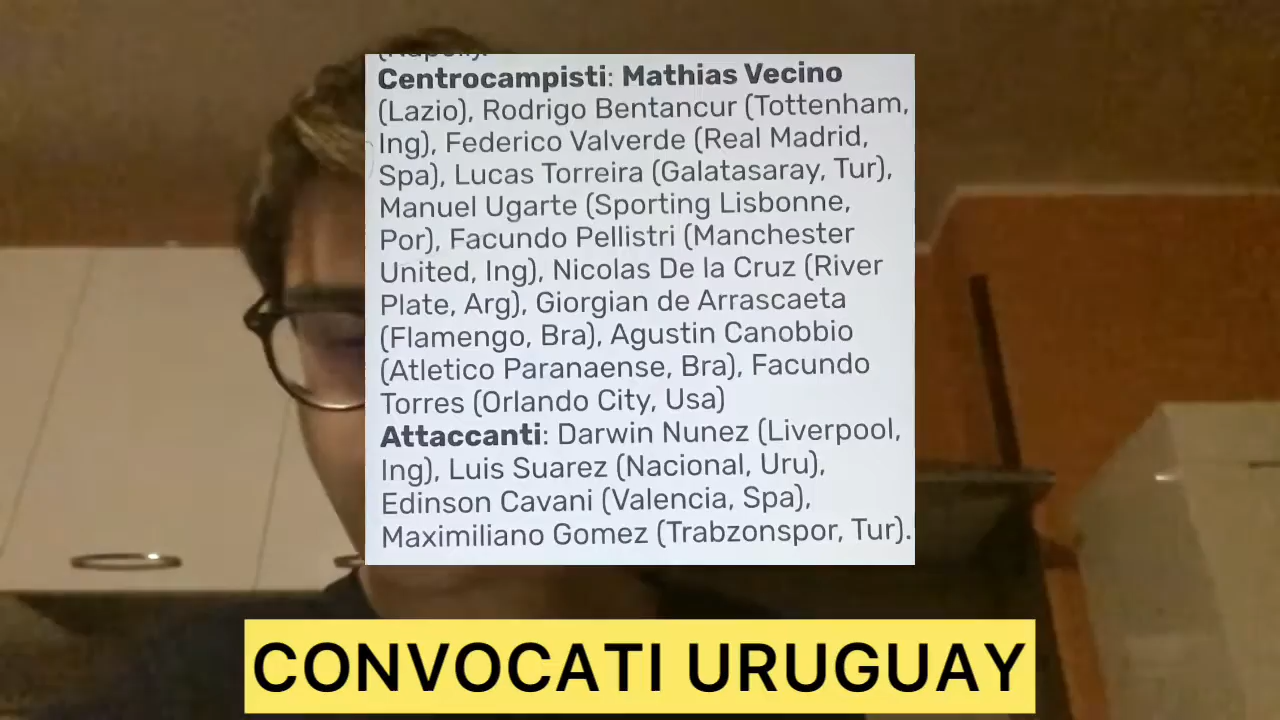 (Napoli).
Centrocampisti: Mathias Vecino
(Lazio), Rodrigo Bentancur (Tottenham,
Ing), Federico Valverde (Real Madrid,
Spa), Lucas Torreira (Galatasaray, Tur),
Manuel Ugarte (Sporting Lisbonne,
Por), Facundo Pellistri (Manchester
United, Ing), Nicolas De la Cruz (River
Plate, Arg), Giorgian de Arrascaeta
(Flamengo, Bra), Agustin Canobbio
(Atletico Paranaense, Bra), Facundo
Torres (Orlando City, Usa)
Attaccanti: Darwin Nunez (Liverpool,
Ing), Luis Suarez (Nacional, Uru),
Edinson Cavani (Valencia, Spa),
Maximiliano Gomez (Trabzonspor, Tur).
CONVOCATI URUGUAY